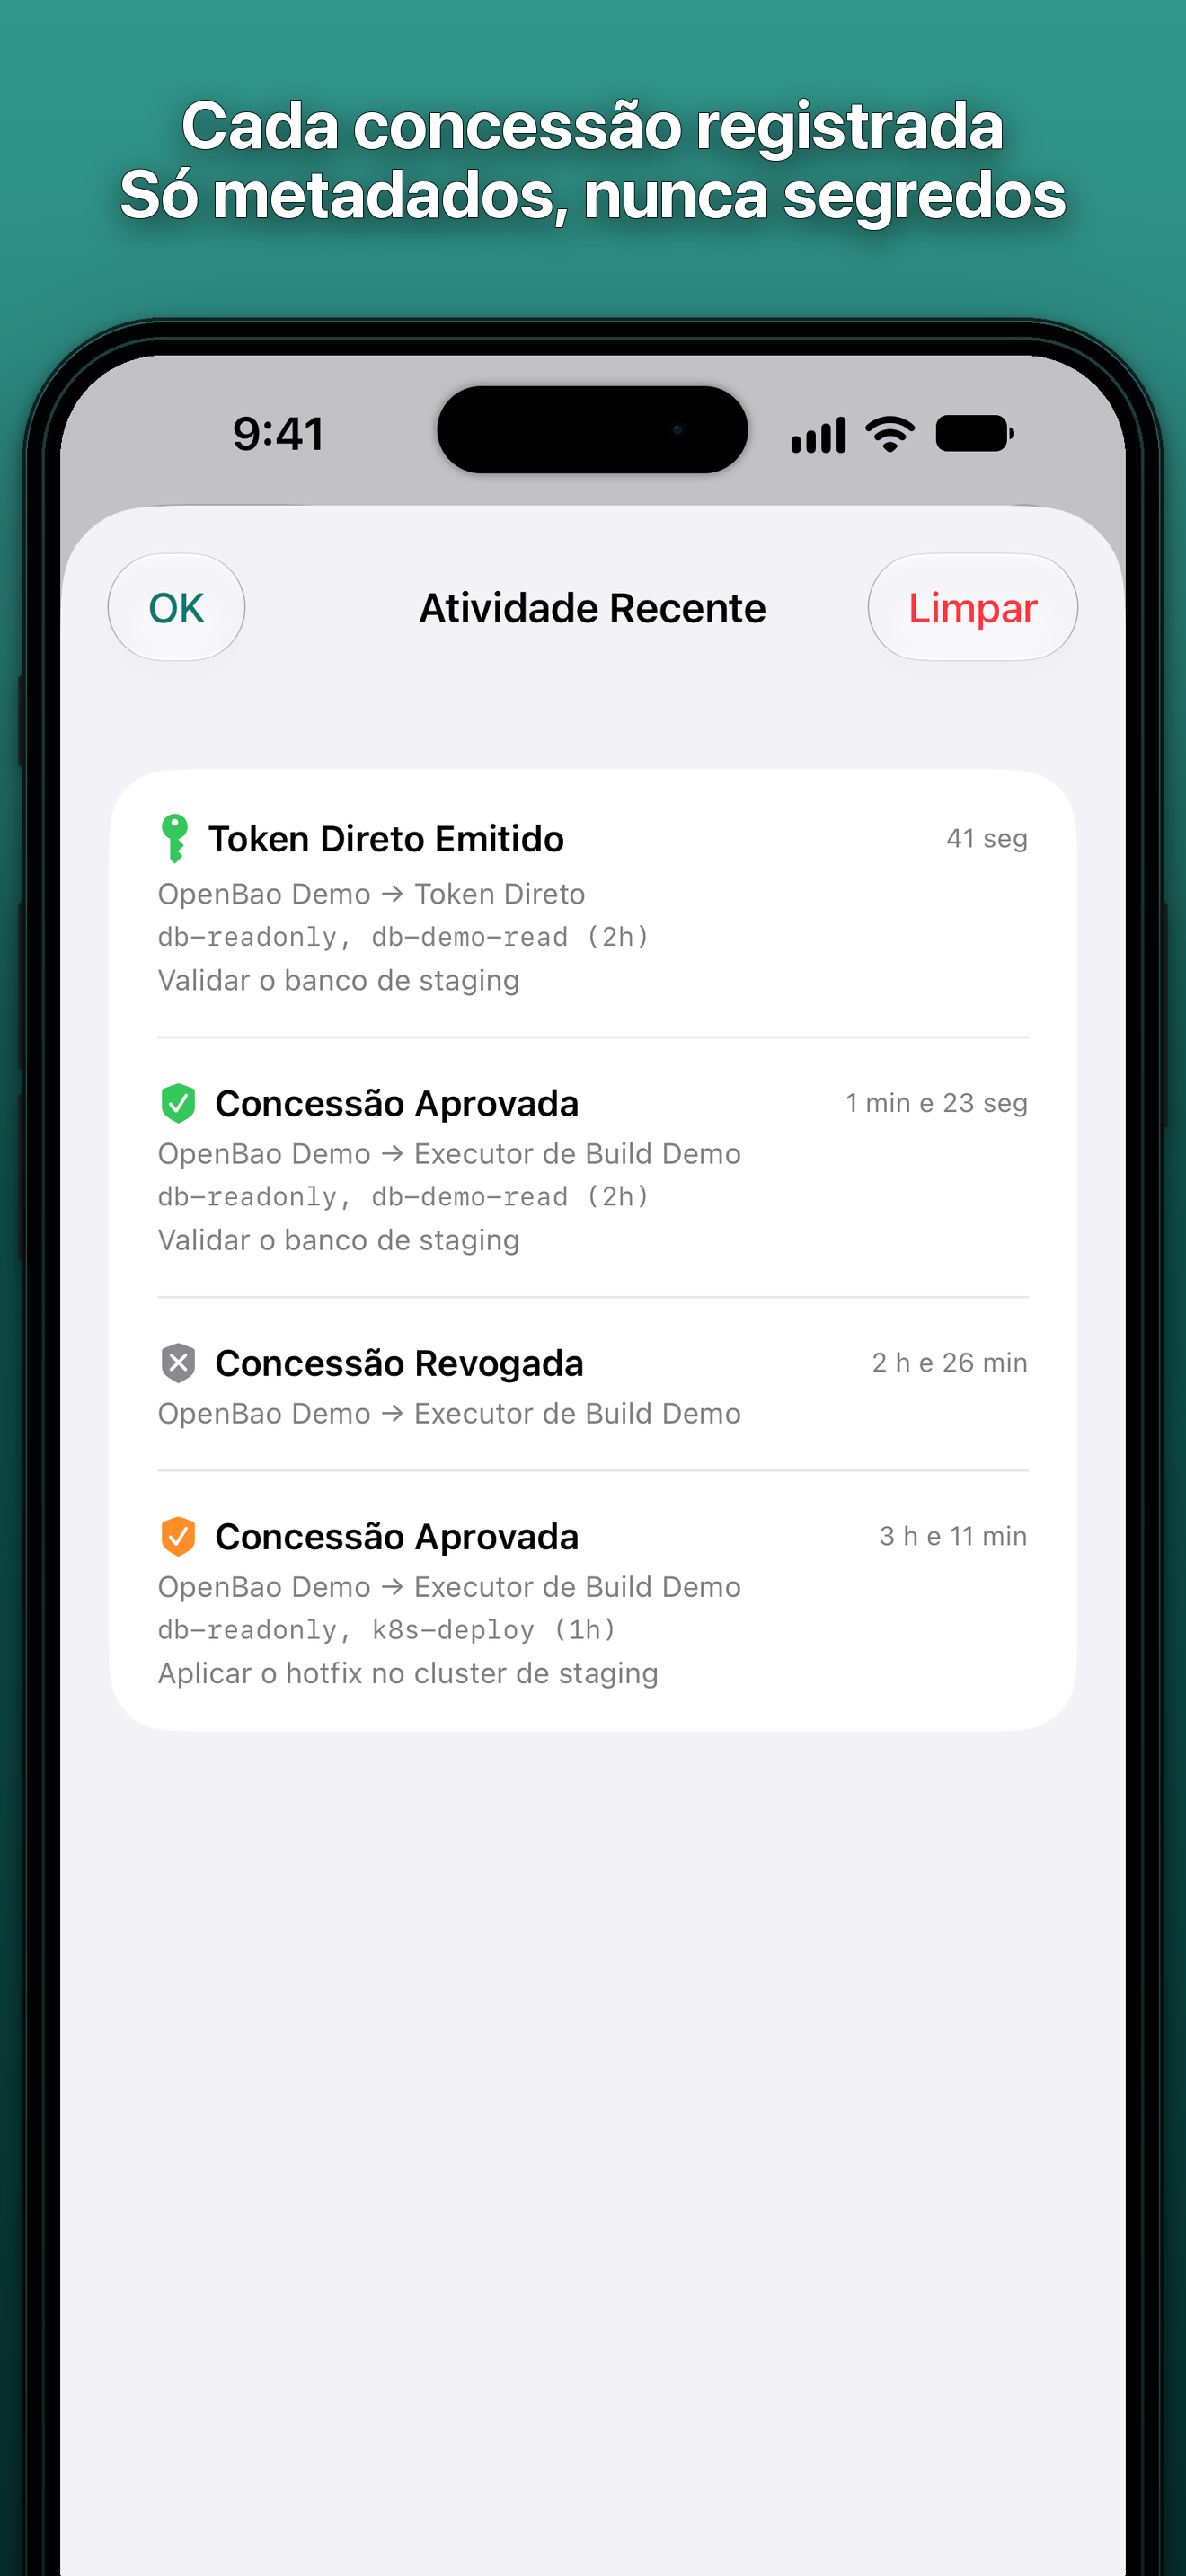 Cada concessão registrada
Só metadados, nunca segredos
9:41
OK
Atividade Recente
Limpar
Token Direto Emitido
41 seg
OpenBao Demo → Token Direto
db-readonly, db-demo-read (2h)
Validar o banco de staging
Concessão Aprovada
1 min e 23 seg
OpenBao Demo → Executor de Build Demo
db-readonly, db-demo-read (2h)
Validar o banco de staging
Concessão Revogada
2 h e 26 min
OpenBao Demo → Executor de Build Demo
Concessão Aprovada
3 h e 11 min
OpenBao Demo → Executor de Build Demo
db-readonly, k8s-deploy (1h)
Aplicar o hotfix no cluster de staging